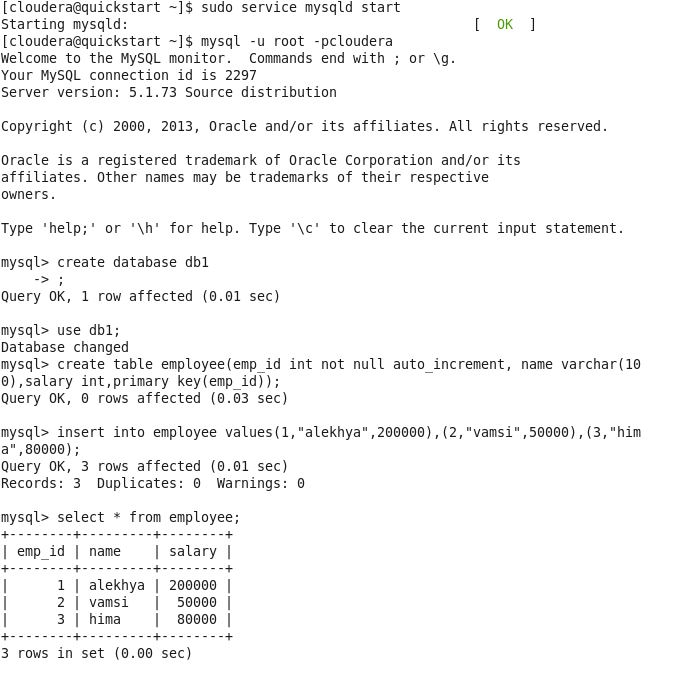 [cloudera@quickstart ~]$ sudo service mysqld start
Starting mysqld:                                           [  OK  ]
[cloudera@quickstart ~]$ mysql -u root -pcloudera
Welcome to the MySQL monitor.  Commands end with ; or \g.
Your MySQL connection id is 2297
Server version: 5.1.73 Source distribution

Copyright (c) 2000, 2013, Oracle and/or its affiliates. All rights reserved.

Oracle is a registered trademark of Oracle Corporation and/or its
affiliates. Other names may be trademarks of their respective
owners.

Type 'help;' or '\h' for help. Type '\c' to clear the current input statement.

mysql> create database db1
    -> ;
Query OK, 1 row affected (0.01 sec)

mysql> use db1;
Database changed
mysql> create table employee(emp_id int not null auto_increment, name varchar(10
0),salary int,primary key(emp_id));
Query OK, 0 rows affected (0.03 sec)

mysql> insert into employee values(1,"alekhya",200000),(2,"vamsi",50000),(3,"him
a",80000);
Query OK, 3 rows affected (0.01 sec)
Records: 3  Duplicates: 0  Warnings: 0

mysql> select * from employee;
+--------+---------+--------+
| emp_id | name    | salary |
+--------+---------+--------+
|      1 | alekhya | 200000 |
|      2 | vamsi   |  50000 |
|      3 | hima    |  80000 |
+--------+---------+--------+
3 rows in set (0.00 sec)